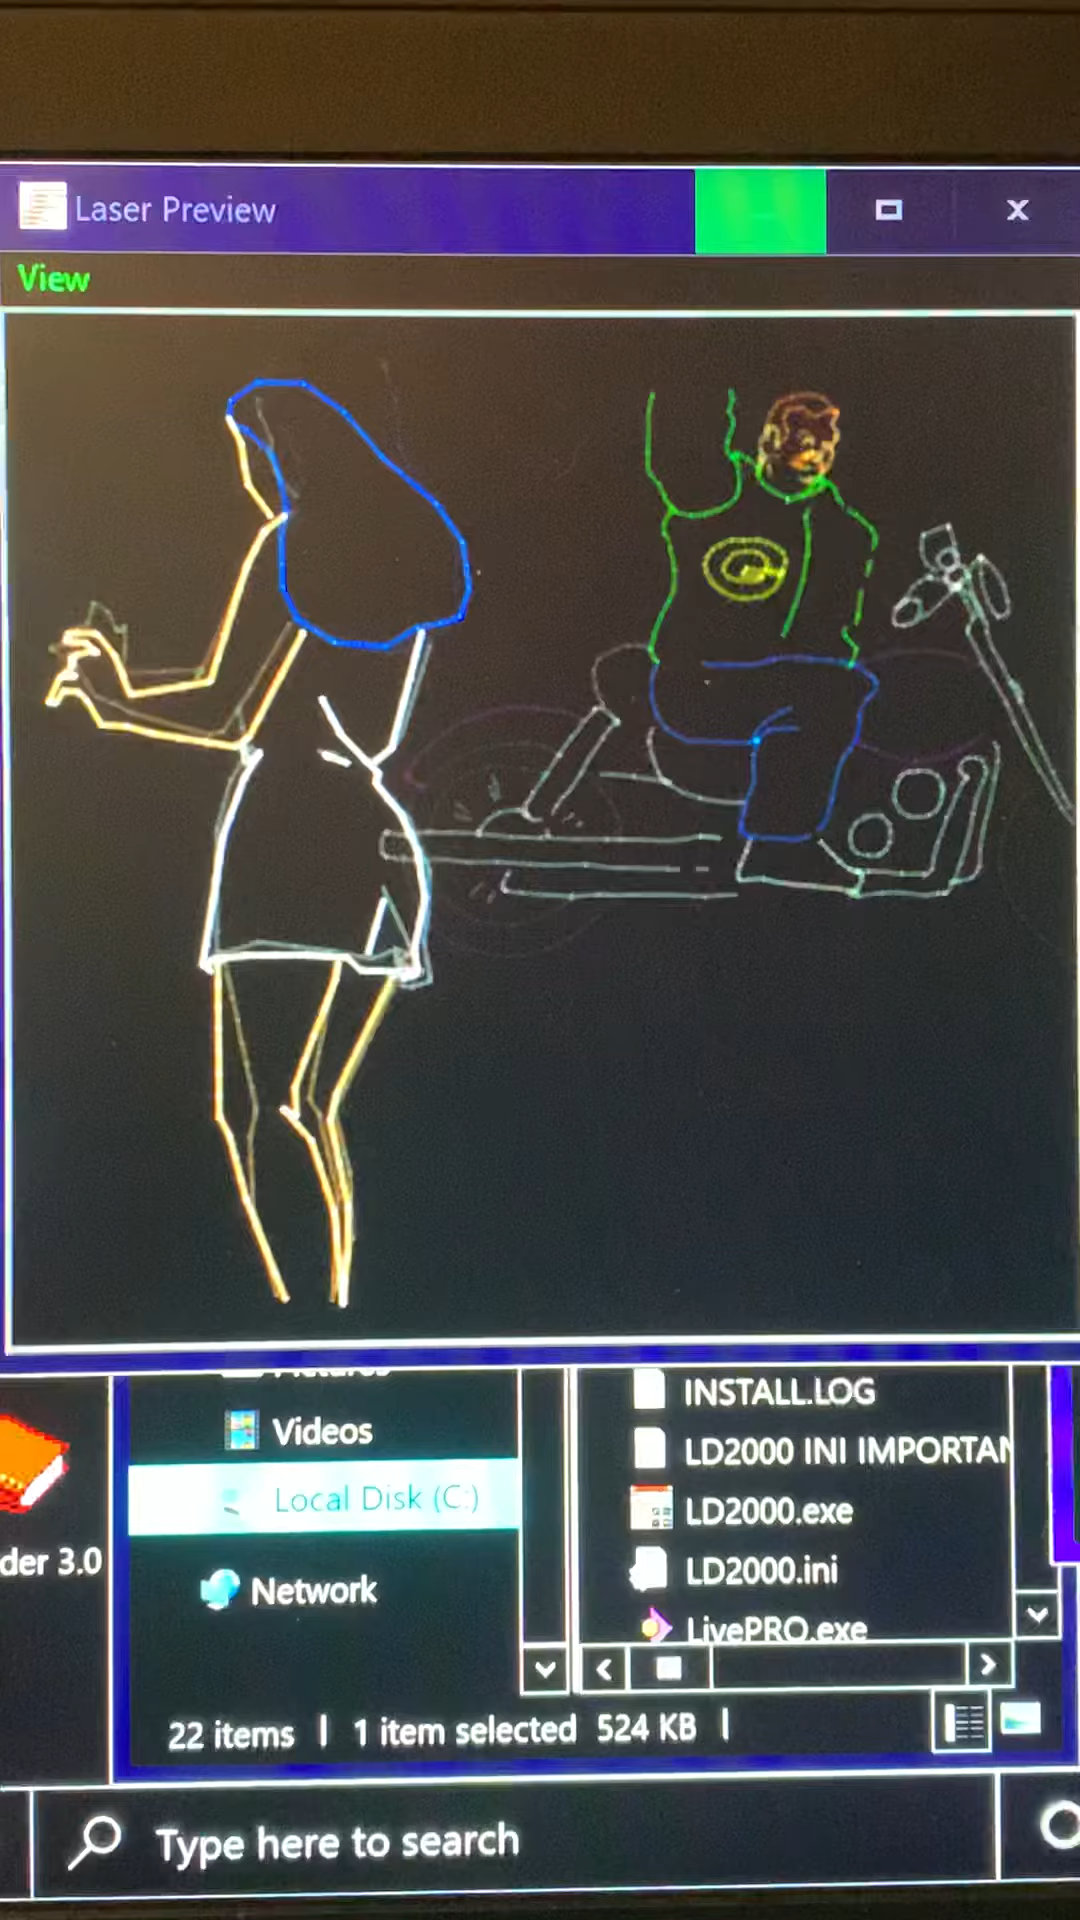 Laser Preview
View
Pictures
Videos
Local Disk (C:)
Network
der 3.0
INSTALL.LOG
LD2000 INI IMPORTAN
LD2000.exe
LD2000.ini
LivePRO.exe
22 items | 1 item selected 524 KB |
Type here to search